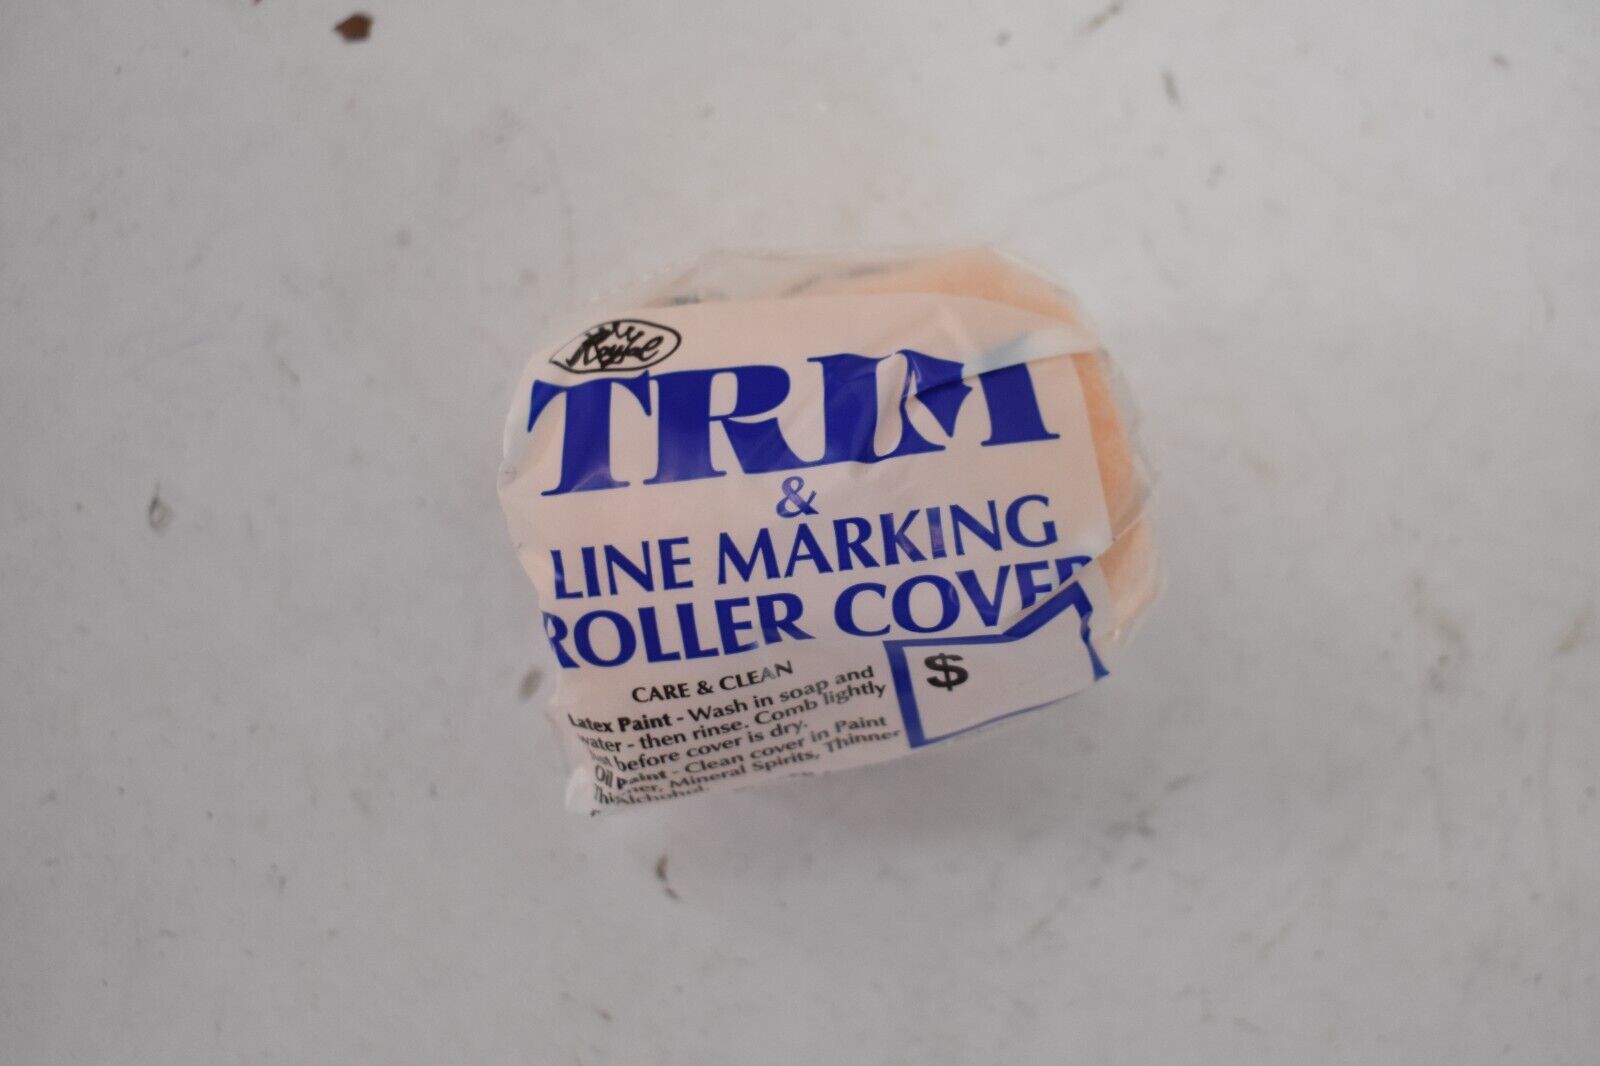 TRIM
&
LINE MARKING
ROLLER COVER
$
CARE & CLEAN
Latex Paint - Wash in soap and
water - then rinse. Comb lightly
before cover is dry.
Oil Paint - Clean cover in Paint
Mineral Spirits, Thinner
Alchohol.